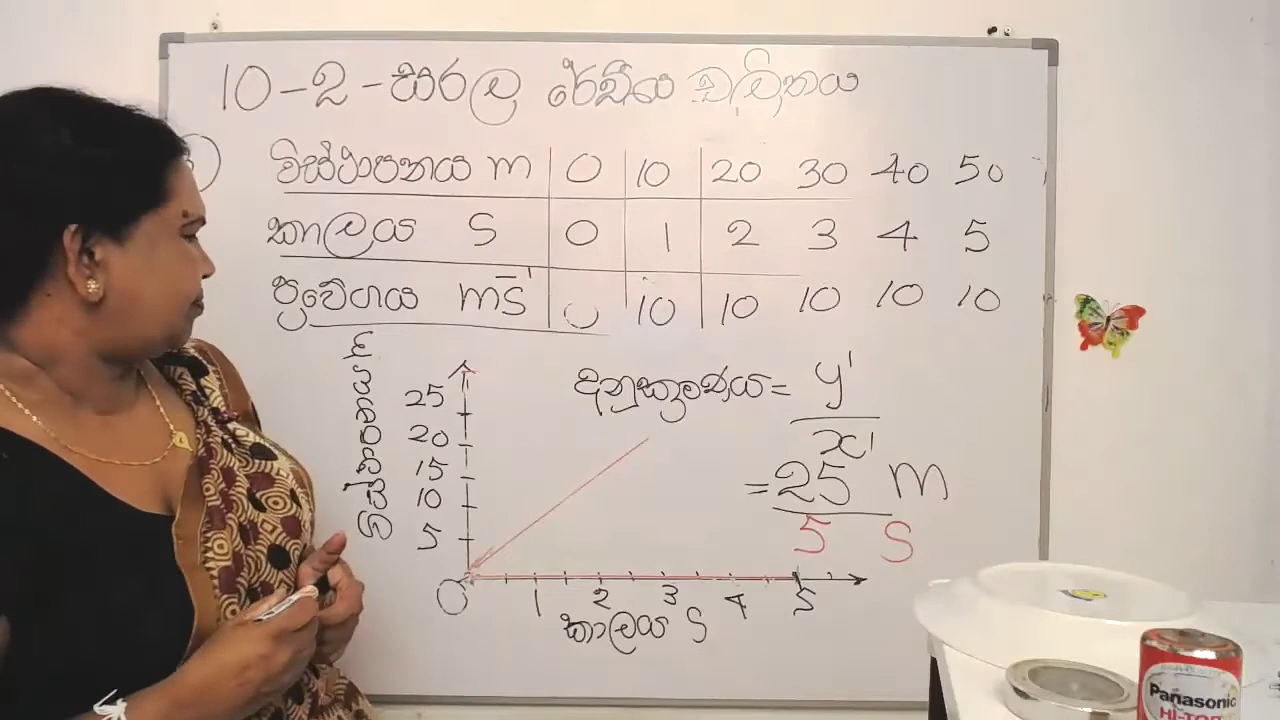 10-2-සරල රේඛීය චලිතය
විස්ථාපනය m 0 10 20 30 40 50
කාලය S 0 1 2 3 4 5
ප්‍රවේගය ms⁻¹ 0 10 10 10 10 10
විස්ථාපනය
25
20
15
10
5
0
1 2 3 4 5
කාලය S
අනුක්‍රමණය = y'
x'
= 25 m
5 S
Panasonic